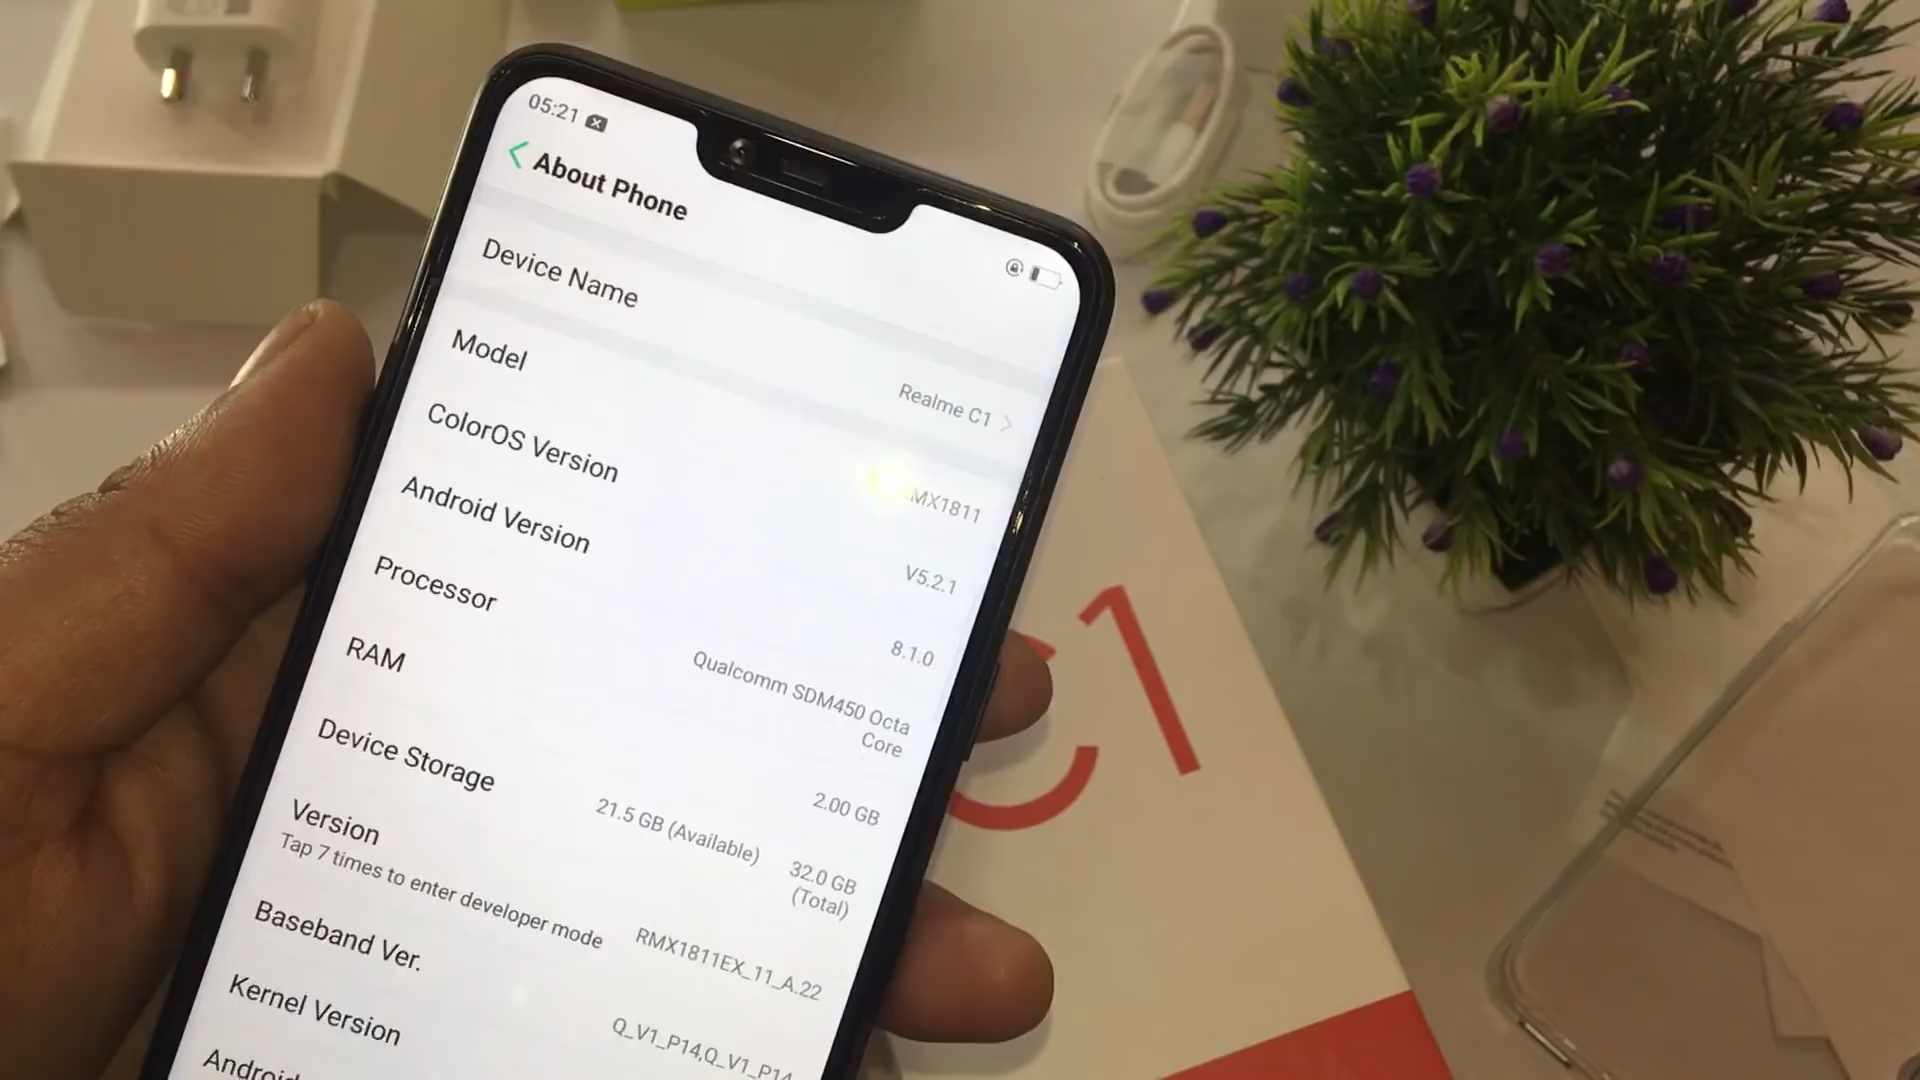 05:21
About Phone
Device Name
Realme C1
Model
MX1811
ColorOS Version
V5.2.1
Android Version
8.1.0
Processor
Qualcomm SDM450 Octa
Core
RAM
2.00 GB
Device Storage
21.5 GB (Available)
32.0 GB
(Total)
Version
Tap 7 times to enter developer mode
RMX1811EX_11_A.22
Baseband Ver.
Q_V1_P14,Q_V1_P14
Kernel Version
Android
C1